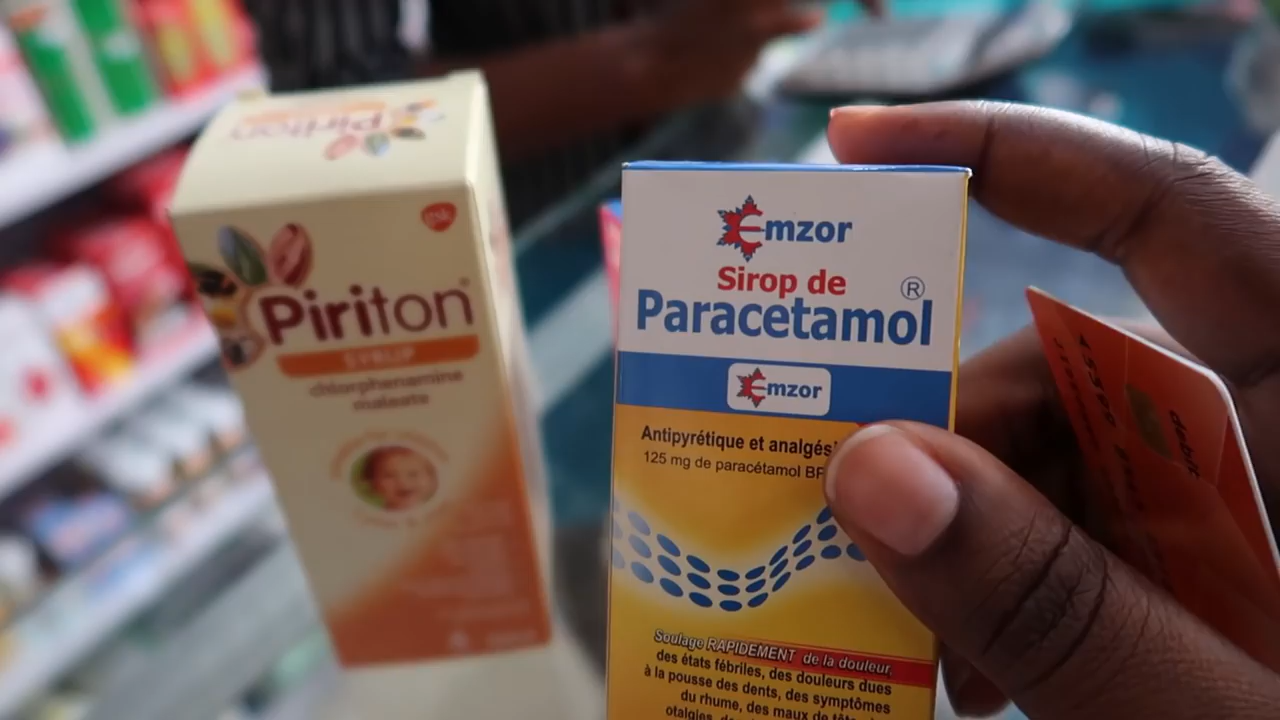 Piriton
gsk
Piriton
SYRUP
chlorphenamine
maleate
Emzor
Sirop de
Paracetamol ®
Emzor
Antipyrétique et analgés
125 mg de paracétamol BP
Soulage RAPIDEMENT de la douleur,
des états fébriles, des douleurs dues
à la pousse des dents, des symptômes
du rhume, des maux de tête,
otalgies,
debit